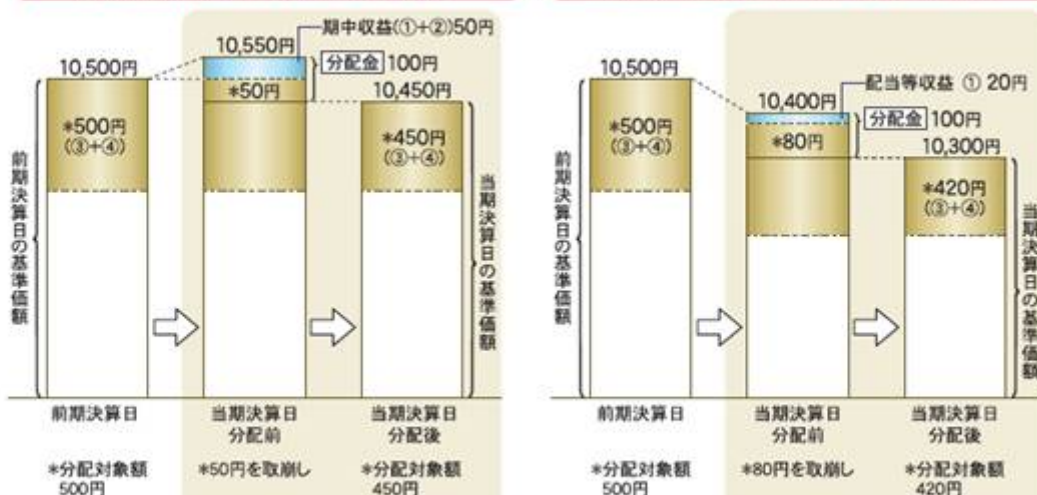 期中収益(①+②)50円
10,550円
分配金 100円
10,500円
*50円
10,450円
*500円
(③+④)
*450円
(③+④)
前期決算日の基準価額
当期決算日の基準価額
前期決算日
当期決算日
分配前
当期決算日
分配後
*分配対象額
500円
*50円を取崩し
*分配対象額
450円
10,500円
配当等収益 ① 20円
10,400円
分配金 100円
*500円
(③+④)
*80円
10,300円
*420円
(③+④)
前期決算日の基準価額
当期決算日の基準価額
前期決算日
当期決算日
分配前
当期決算日
分配後
*分配対象額
500円
*80円を取崩し
*分配対象額
420円